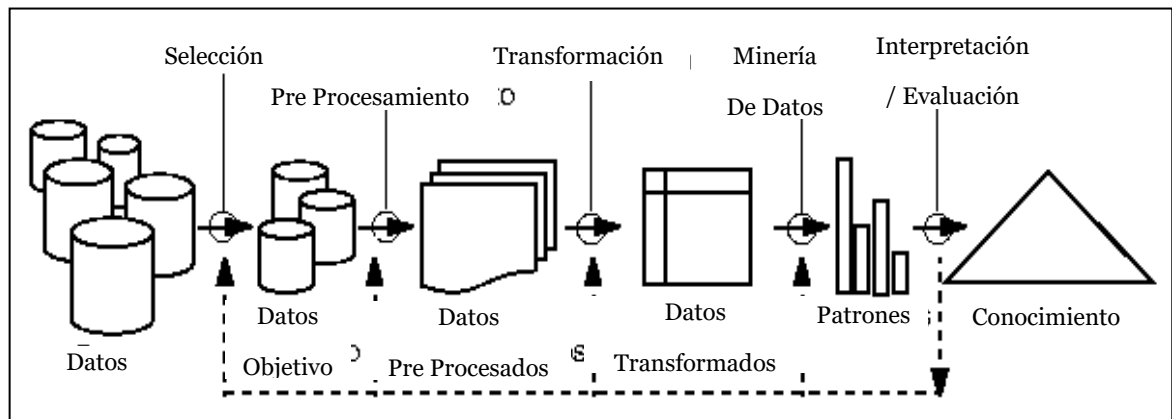 Selección
Pre Procesamiento
Transformación
Minería
De Datos
Interpretación
/ Evaluación
Datos
Datos
Objetivo
Datos
Pre Procesados
Datos
Transformados
Patrones
Conocimiento